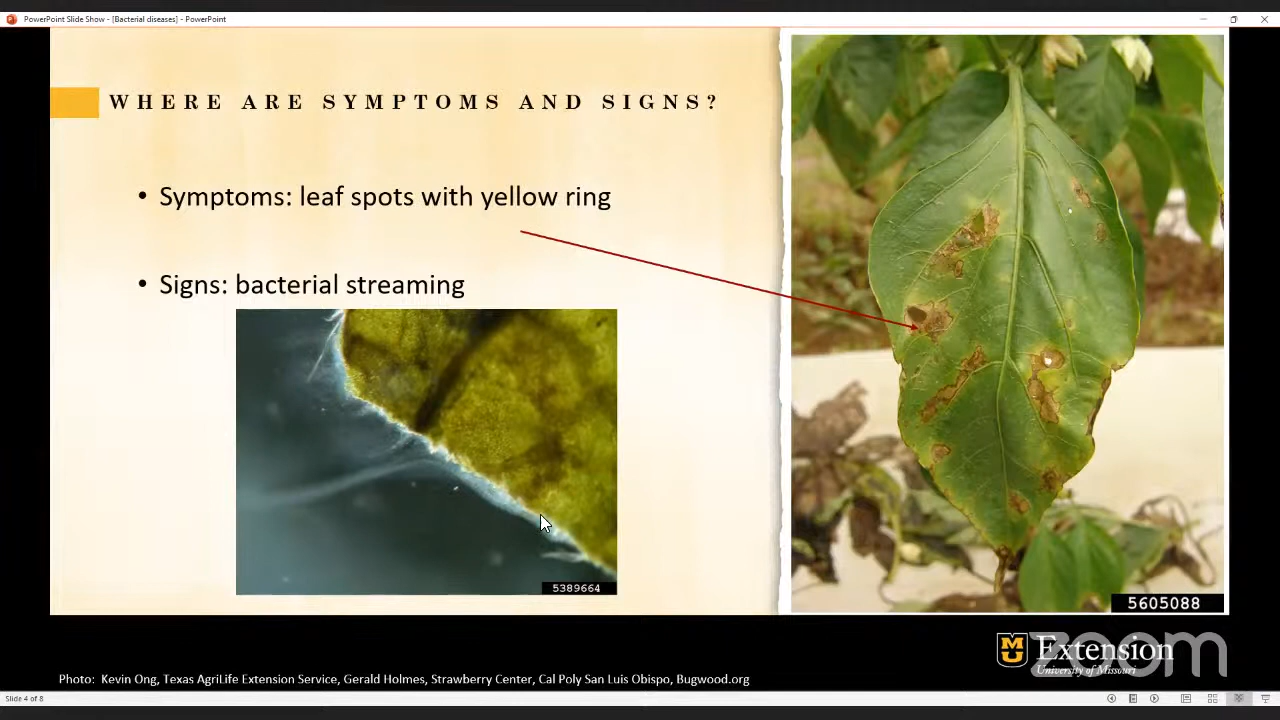 PowerPoint Slide Show - [Bacterial diseases] - PowerPoint
WHERE ARE SYMPTOMS AND SIGNS?
• Symptoms: leaf spots with yellow ring
• Signs: bacterial streaming
5389664
5605088
MU Extension
University of Missouri
zoom
Photo: Kevin Ong, Texas AgriLife Extension Service, Gerald Holmes, Strawberry Center, Cal Poly San Luis Obispo, Bugwood.org
Slide 4 of 8